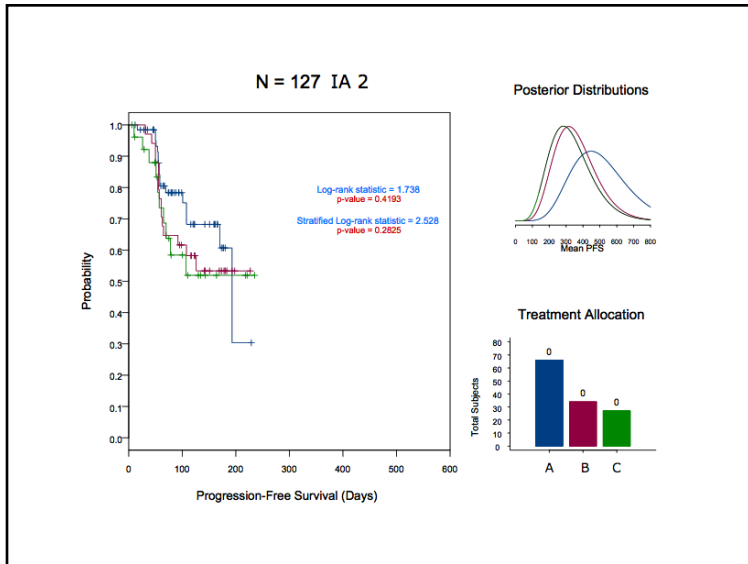 N = 127 IA 2
Posterior Distributions
1.0
0.9
0.8
0.7
0.6
0.5
0.4
0.3
0.2
0.1
0.0
Probability
Log-rank statistic = 1.738
p-value = 0.4193
Stratified Log-rank statistic = 2.528
p-value = 0.2825
0 100 200 300 400 500 600
Progression-Free Survival (Days)
0 100 200 300 400 500 600 700 800
Mean PFS
Treatment Allocation
80
70
60
50
40
30
20
10
0
Total Subjects
0 0 0
A B C